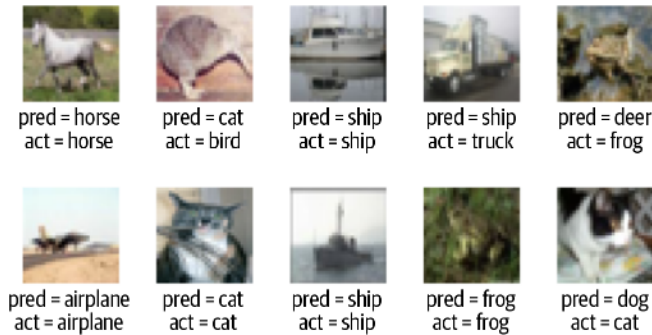 pred = horse
act = horse
pred = cat
act = bird
pred = ship
act = ship
pred = ship
act = truck
pred = deer
act = frog
pred = airplane
act = airplane
pred = cat
act = cat
pred = ship
act = ship
pred = frog
act = frog
pred = dog
act = cat